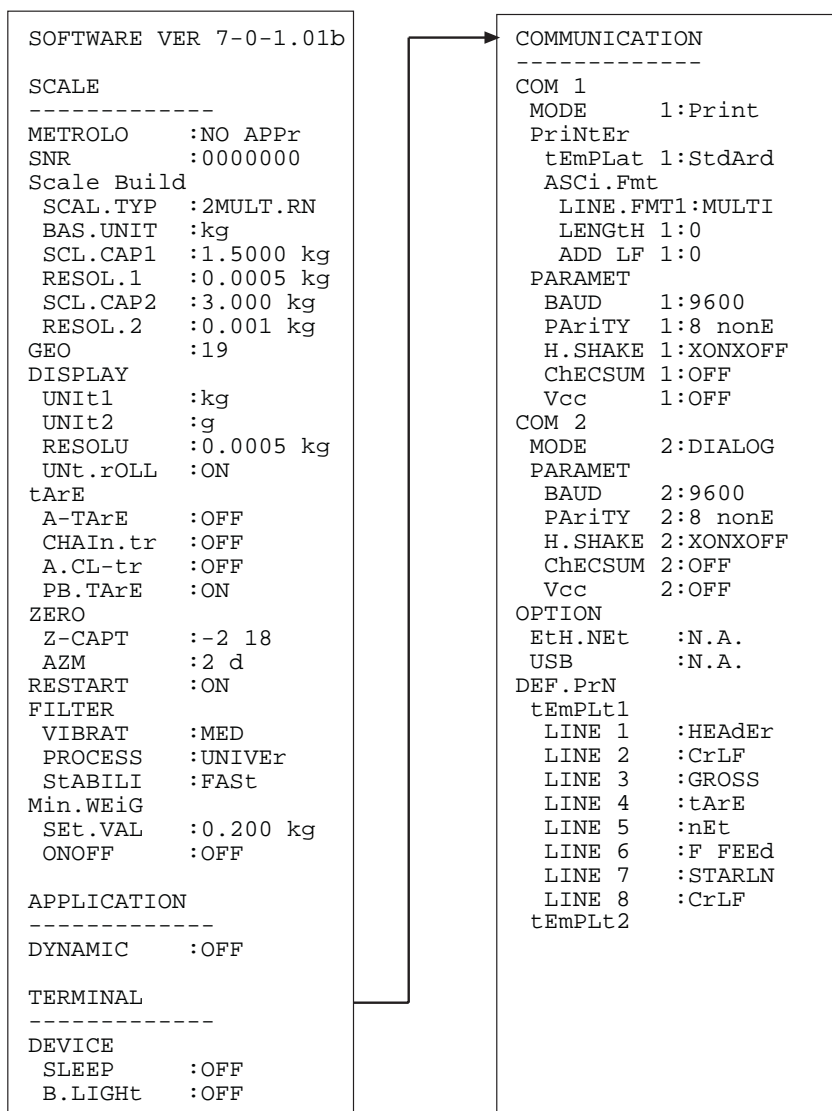 SOFTWARE VER 7-0-1.01b
SCALE
-------------
METROLO :NO APPr
SNR :0000000
Scale Build
SCAL.TYP :2MULT.RN
BAS.UNIT :kg
SCL.CAP1 :1.5000 kg
RESOL.1 :0.0005 kg
SCL.CAP2 :3.000 kg
RESOL.2 :0.001 kg
GEO :19
DISPLAY
UNIt1 :kg
UNIt2 :g
RESOLU :0.0005 kg
UNt.rOLL :ON
tArE
A-TArE :OFF
CHAIn.tr :OFF
A.CL-tr :OFF
PB.TArE :ON
ZERO
Z-CAPT :-2 18
AZM :2 d
RESTART :ON
FILTER
VIBRAT :MED
PROCESS :UNIVEr
StABILI :FASt
Min.WEiG
SEt.VAL :0.200 kg
ONOFF :OFF
APPLICATION
-------------
DYNAMIC :OFF
TERMINAL
-------------
DEVICE
SLEEP :OFF
B.LIGHt :OFF
COMMUNICATION
-------------
COM 1
MODE 1:Print
PriNtEr
tEmPLat 1:StdArd
ASCi.Fmt
LINE.FMT1:MULTI
LENGtH 1:0
ADD LF 1:0
PARAMET
BAUD 1:9600
PAriTY 1:8 nonE
H.SHAKE 1:XONXOFF
ChECSUM 1:OFF
Vcc 1:OFF
COM 2
MODE 2:DIALOG
PARAMET
BAUD 2:9600
PAriTY 2:8 nonE
H.SHAKE 2:XONXOFF
ChECSUM 2:OFF
Vcc 2:OFF
OPTION
EtH.NEt :N.A.
USB :N.A.
DEF.PrN
tEmPLt1
LINE 1 :HEAdEr
LINE 2 :CrLF
LINE 3 :GROSS
LINE 4 :tArE
LINE 5 :nEt
LINE 6 :F FEEd
LINE 7 :STARLN
LINE 8 :CrLF
tEmPLt2